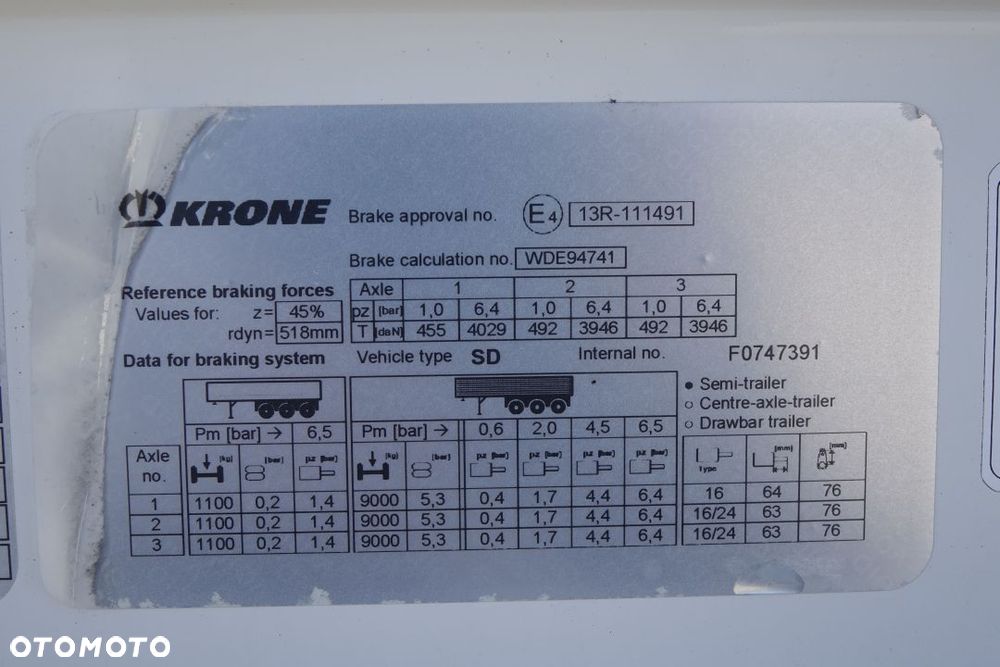 KRONE Brake approval no. E4 13R-111491
Brake calculation no. WDE94741
Reference braking forces Axle 1 2 3
Values for: z= 45% pz [bar] 1,0 6,4 1,0 6,4 1,0 6,4
rdyn= 518mm T [daN] 455 4029 492 3946 492 3946
Data for braking system Vehicle type SD Internal no. F0747391
Semi-trailer
Centre-axle-trailer
Drawbar trailer
Pm [bar] → 6,5 Pm [bar] → 0,6 2,0 4,5 6,5
Axle no. [kg] [bar] pz [bar] [kg] [bar] pz [bar] pz [bar] pz [bar] pz [bar] Type [mm] [mm]
1 1100 0,2 1,4 9000 5,3 0,4 1,7 4,4 6,4 16 64 76
2 1100 0,2 1,4 9000 5,3 0,4 1,7 4,4 6,4 16/24 63 76
3 1100 0,2 1,4 9000 5,3 0,4 1,7 4,4 6,4 16/24 63 76
OTOMOTO